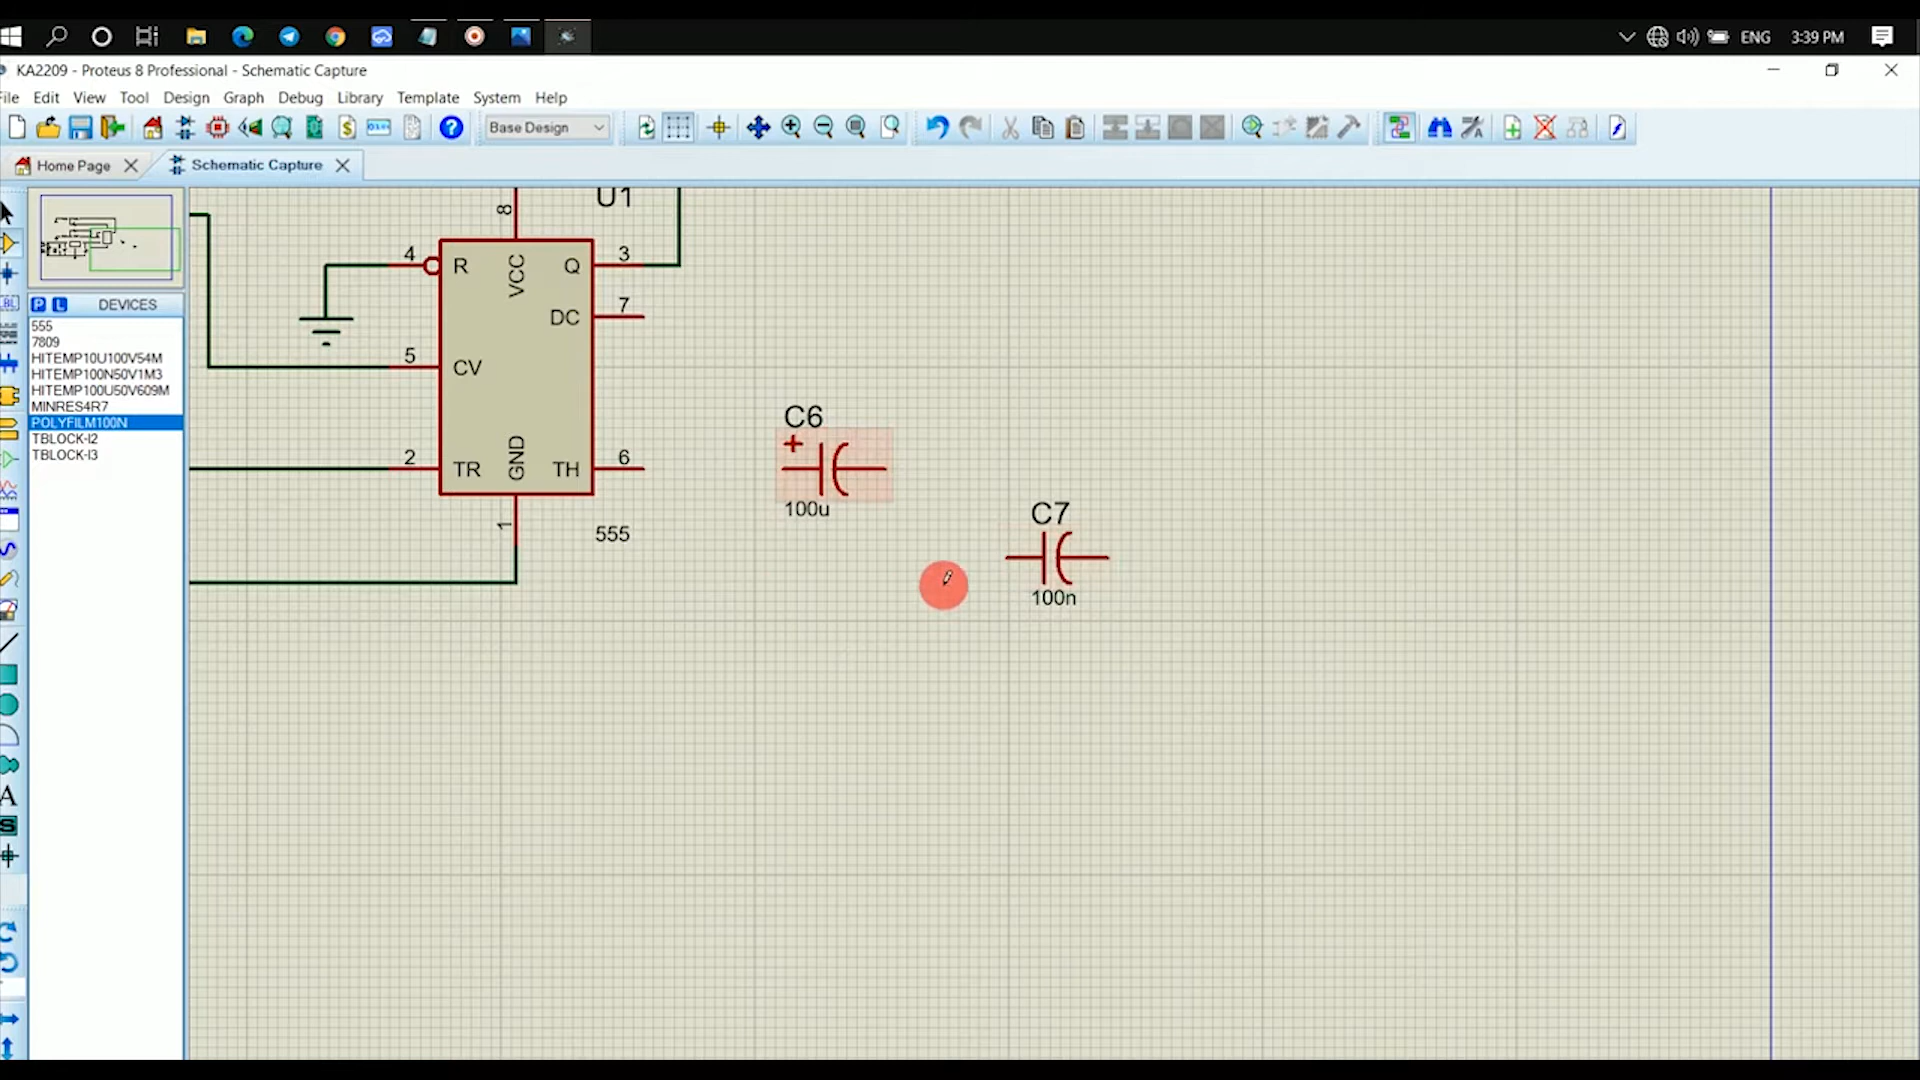 ENG
3:39 PM
KA2209 - Proteus 8 Professional - Schematic Capture
File Edit View Tool Design Graph Debug Library Template System Help
Base Design
Home Page
Schematic Capture
P L DEVICES
555
7809
HITEMP10U100V54M
HITEMP100N50V1M3
HITEMP100U50V609M
MINRES4R7
POLYFILM100N
TBLOCK-I2
TBLOCK-I3
U1
8
4
R
VCC
Q
3
DC
7
5
CV
2
TR
GND
TH
6
1
555
C6
+
100u
C7
100n
A
S